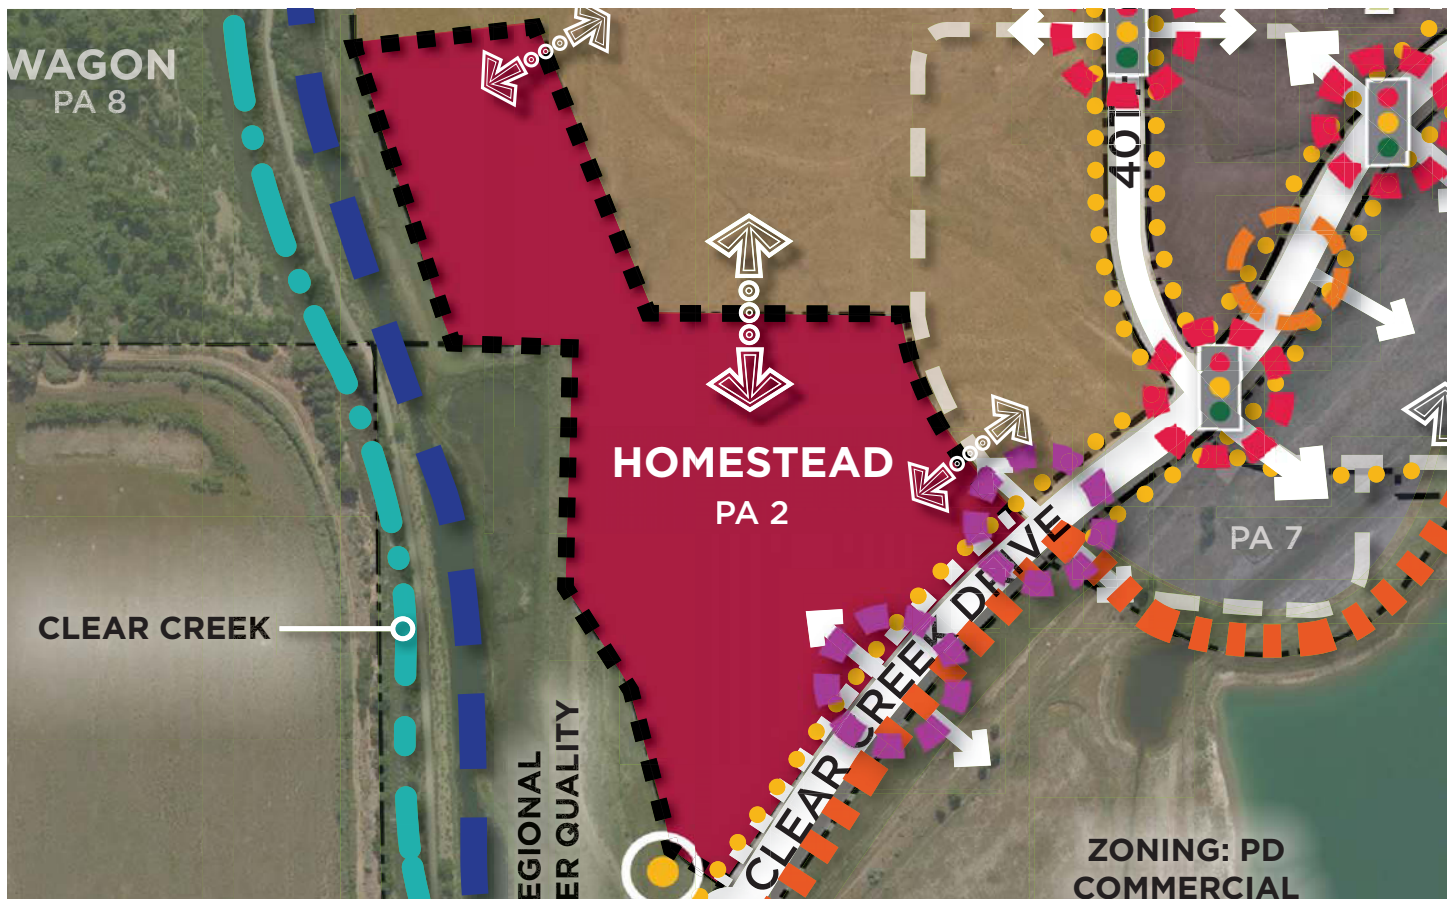 WAGON
PA 8
40T
HOMESTEAD
PA 2
PA 7
CLEAR CREEK
CLEAR CREEK DRIVE
EGIONAL
ER QUALITY
ZONING: PD
COMMERCIAL